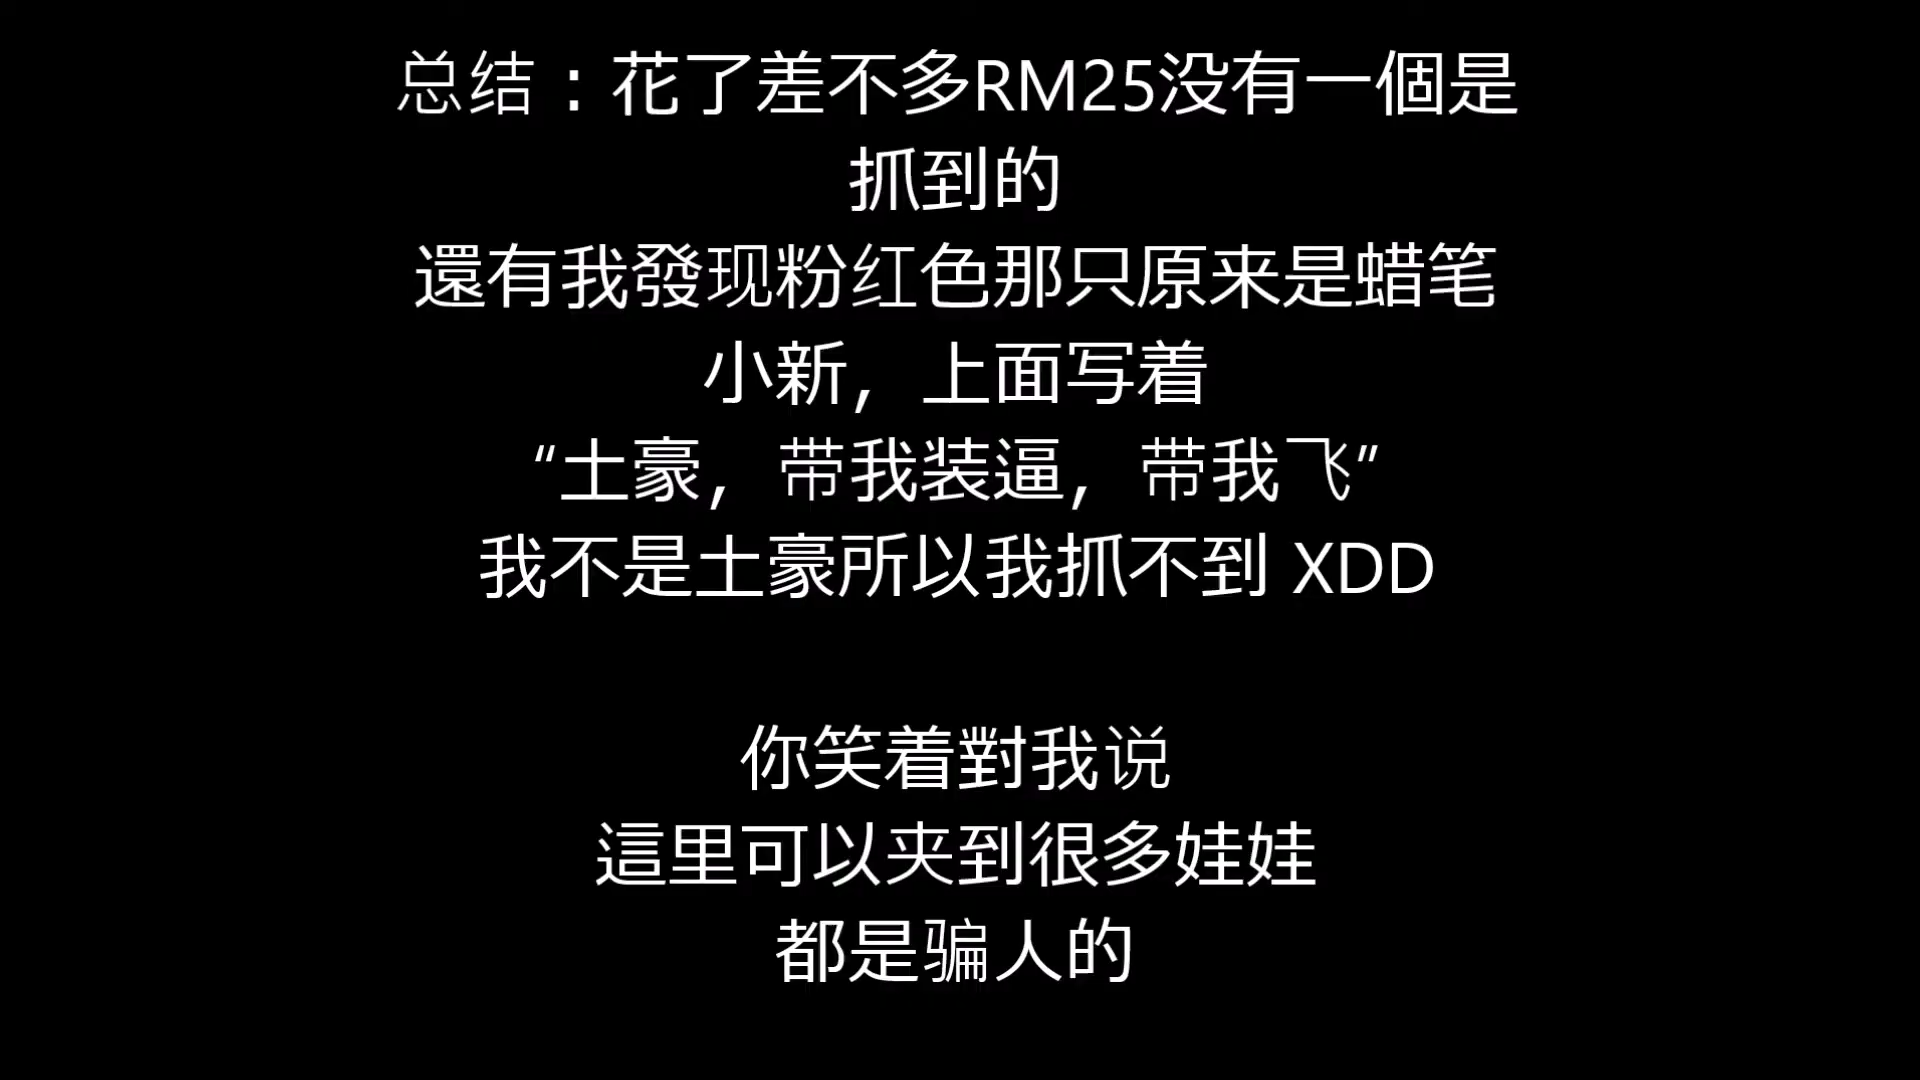 总结：花了差不多RM25没有一個是
抓到的
還有我發现粉红色那只原来是蜡笔
小新，上面写着
“土豪，带我装逼，带我飞”
我不是土豪所以我抓不到 XDD
你笑着對我说
這里可以夹到很多娃娃
都是骗人的